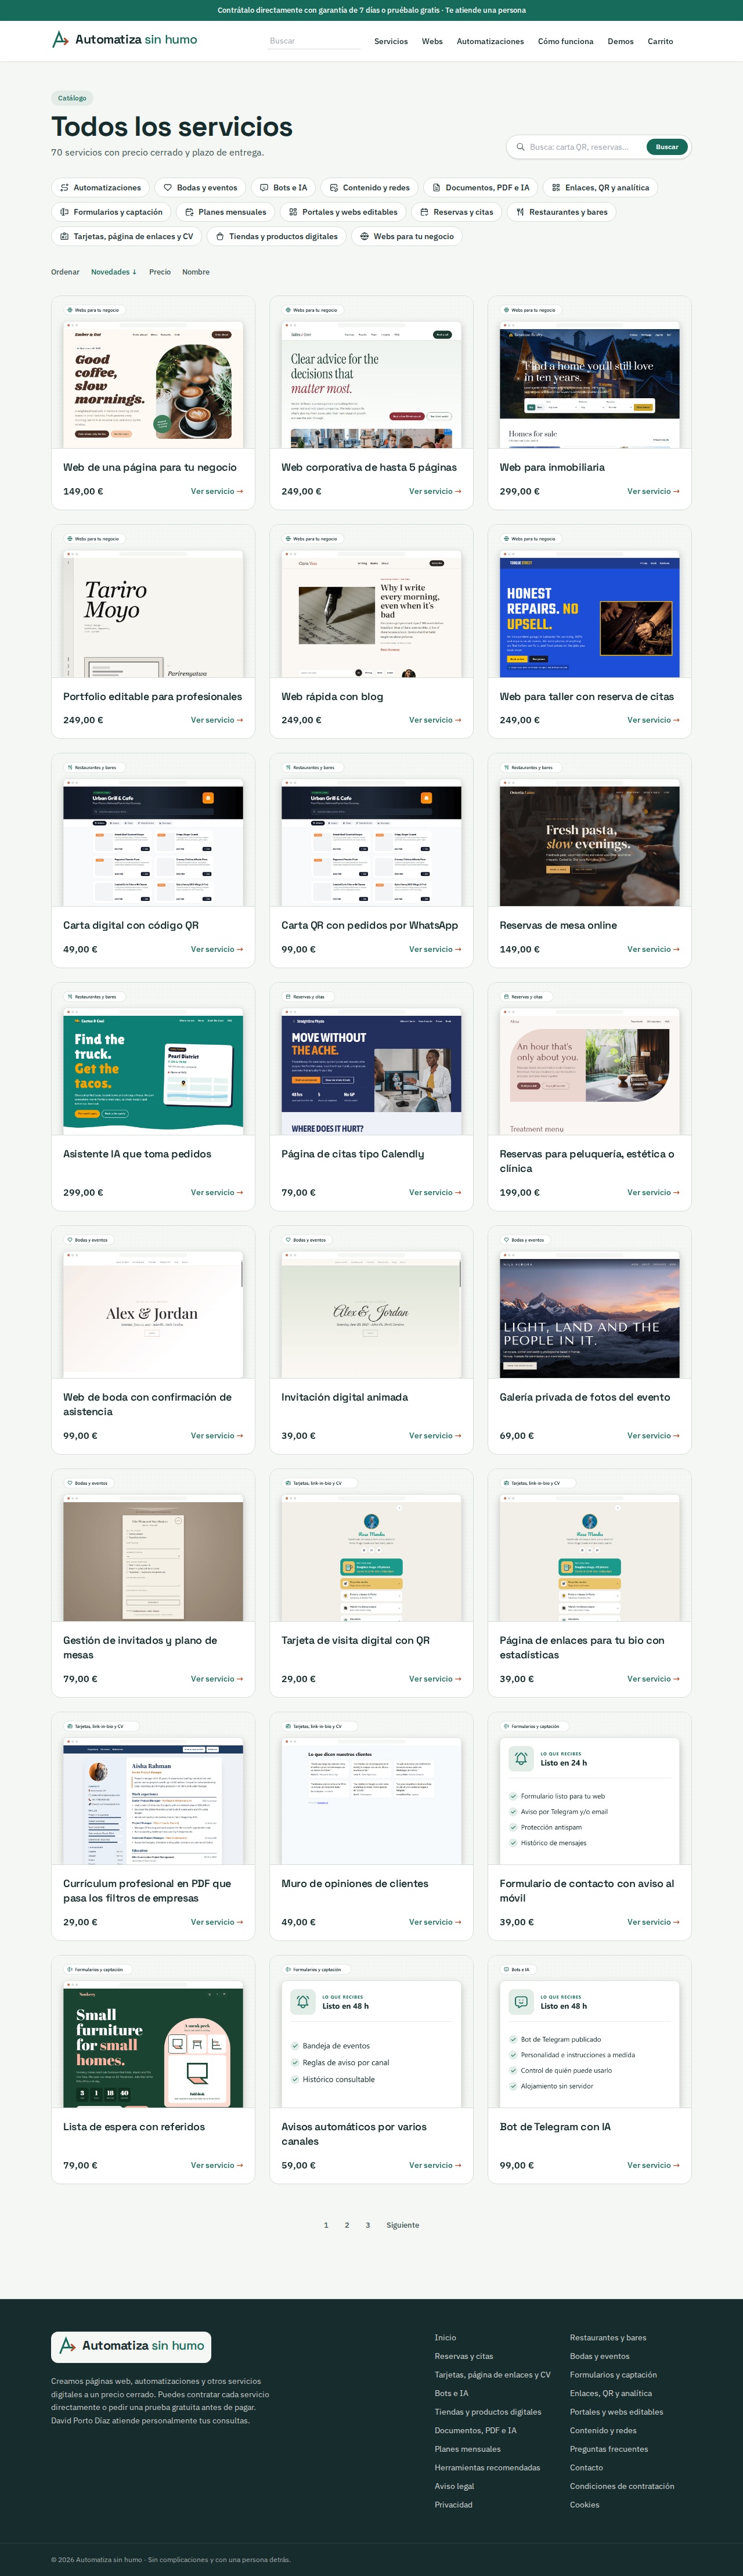 Contrátalo directamente con garantía de 7 días o pruébalo gratis · Te atiende una persona
Automatiza sin humo
Buscar
Servicios
Webs
Automatizaciones
Cómo funciona
Demos
Carrito
Catálogo
Todos los servicios
70 servicios con precio cerrado y plazo de entrega.
Busca: carta QR, reservas...
Buscar
Automatizaciones
Bodas y eventos
Bots e IA
Contenido y redes
Documentos, PDF e IA
Enlaces, QR y analítica
Formularios y captación
Planes mensuales
Portales y webs editables
Reservas y citas
Restaurantes y bares
Tarjetas, página de enlaces y CV
Tiendas y productos digitales
Webs para tu negocio
Ordenar
Novedades ↓
Precio
Nombre
Webs para tu negocio
Good coffee, slow mornings.
Web de una página para tu negocio
149,00 €
Ver servicio →
Webs para tu negocio
Clear advice for the decisions that matter most.
Web corporativa de hasta 5 páginas
249,00 €
Ver servicio →
Webs para tu negocio
Find a home you'll still love in ten years.
Homes for sale
Web para inmobiliaria
299,00 €
Ver servicio →
Webs para tu negocio
Tariro Moyo
Portfolio editable para profesionales
249,00 €
Ver servicio →
Webs para tu negocio
Why I write every morning, even when it's bad
Web rápida con blog
249,00 €
Ver servicio →
Webs para tu negocio
HONEST REPAIRS. NO UPSELL.
Web para taller con reserva de citas
249,00 €
Ver servicio →
Restaurantes y bares
Urban Grill & Cafe
Carta digital con código QR
49,00 €
Ver servicio →
Restaurantes y bares
Urban Grill & Cafe
Carta QR con pedidos por WhatsApp
99,00 €
Ver servicio →
Restaurantes y bares
Fresh pasta, slow evenings.
Reservas de mesa online
149,00 €
Ver servicio →
Restaurantes y bares
Find the truck. Get the tacos.
Pearl District
Asistente IA que toma pedidos
299,00 €
Ver servicio →
Reservas y citas
MOVE WITHOUT THE ACHE.
WHERE DOES IT HURT?
Página de citas tipo Calendly
79,00 €
Ver servicio →
Reservas y citas
An hour that's only about you.
Treatment menu
Reservas para peluquería, estética o clínica
199,00 €
Ver servicio →
Bodas y eventos
Alex & Jordan
Web de boda con confirmación de asistencia
99,00 €
Ver servicio →
Bodas y eventos
Alex & Jordan
Invitación digital animada
39,00 €
Ver servicio →
Bodas y eventos
LIGHT, LAND AND THE PEOPLE IN IT.
Galería privada de fotos del evento
69,00 €
Ver servicio →
Bodas y eventos
Gestión de invitados y plano de mesas
79,00 €
Ver servicio →
Tarjetas, link-in-bio y CV
Tarjeta de visita digital con QR
29,00 €
Ver servicio →
Tarjetas, link-in-bio y CV
Página de enlaces para tu bio con estadísticas
39,00 €
Ver servicio →
Tarjetas, link-in-bio y CV
Aisha Rahman
Work experience
Education
Currículum profesional en PDF que pasa los filtros de empresas
29,00 €
Ver servicio →
Tarjetas, link-in-bio y CV
Lo que dicen nuestros clientes
Muro de opiniones de clientes
49,00 €
Ver servicio →
Formularios y captación
LO QUE RECIBES
Listo en 24 h
Formulario listo para tu web
Aviso por Telegram y/o email
Protección antispam
Histórico de mensajes
Formulario de contacto con aviso al móvil
39,00 €
Ver servicio →
Formularios y captación
Small furniture for small homes.
Lista de espera con referidos
79,00 €
Ver servicio →
Formularios y captación
LO QUE RECIBES
Listo en 48 h
Bandeja de eventos
Reglas de aviso por canal
Histórico consultable
Avisos automáticos por varios canales
59,00 €
Ver servicio →
Bots e IA
LO QUE RECIBES
Listo en 48 h
Bot de Telegram publicado
Personalidad e instrucciones a medida
Control de quién puede usarlo
Alojamiento sin servidor
Bot de Telegram con IA
99,00 €
Ver servicio →
1
2
3
Siguiente
Automatiza sin humo
Creamos páginas web, automatizaciones y otros servicios
digitales a un precio cerrado. Puedes contratar cada servicio
directamente o pedir una prueba gratuita antes de pagar.
David Porto Díaz atiende personalmente tus consultas.
Inicio
Restaurantes y bares
Reservas y citas
Bodas y eventos
Tarjetas, página de enlaces y CV
Formularios y captación
Bots e IA
Enlaces, QR y analítica
Tiendas y productos digitales
Portales y webs editables
Documentos, PDF e IA
Contenido y redes
Planes mensuales
Preguntas frecuentes
Herramientas recomendadas
Contacto
Aviso legal
Condiciones de contratación
Privacidad
Cookies
© 2026 Automatiza sin humo · Sin complicaciones y con una persona detrás.